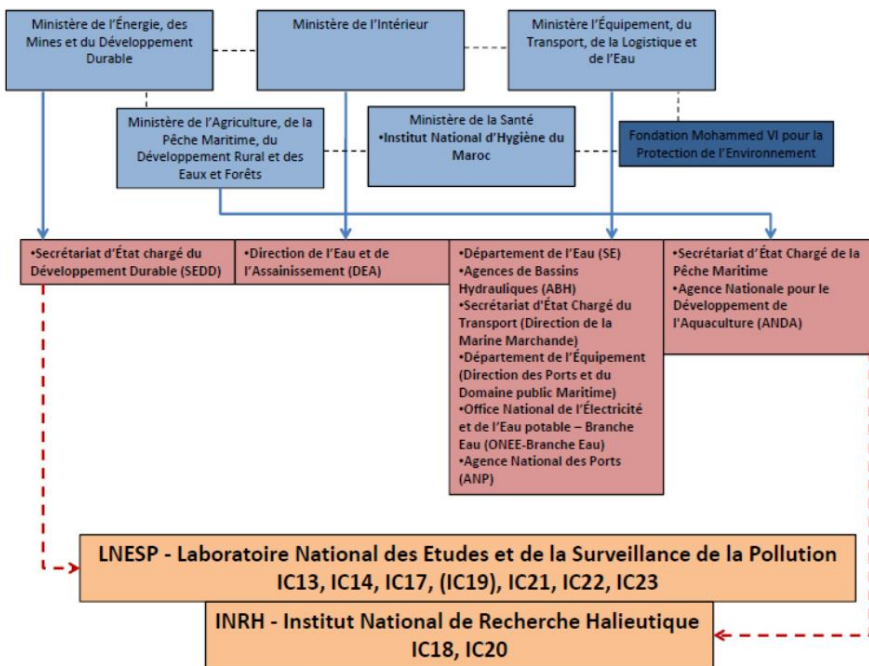 Ministère de l'Énergie, des
Mines et du Développement
Durable
Ministère de l'Intérieur
Ministère l'Équipement, du
Transport, de la Logistique et
de l'Eau
Ministère de l'Agriculture, de la
Pêche Maritime, du
Développement Rural et des
Eaux et Forêts
Ministère de la Santé
•Institut National d'Hygiène du
Maroc
Fondation Mohammed VI pour la
Protection de l'Environnement
•Secrétariat d'État chargé du
Développement Durable (SEDD)
•Direction de l'Eau et de
l'Assainissement (DEA)
•Département de l'Eau (SE)
•Agences de Bassins
Hydrauliques (ABH)
•Secrétariat d'État Chargé du
Transport (Direction de la
Marine Marchande)
•Département de l'Équipement
(Direction des Ports et du
Domaine public Maritime)
•Office National de l'Électricité
et de l'Eau potable – Branche
Eau (ONEE-Branche Eau)
•Agence National des Ports
(ANP)
•Secrétariat d'État Chargé de la
Pêche Maritime
•Agence Nationale pour le
Développement de
l'Aquaculture (ANDA)
LNESP - Laboratoire National des Etudes et de la Surveillance de la Pollution
IC13, IC14, IC17, (IC19), IC21, IC22, IC23
INRH - Institut National de Recherche Halieutique
IC18, IC20